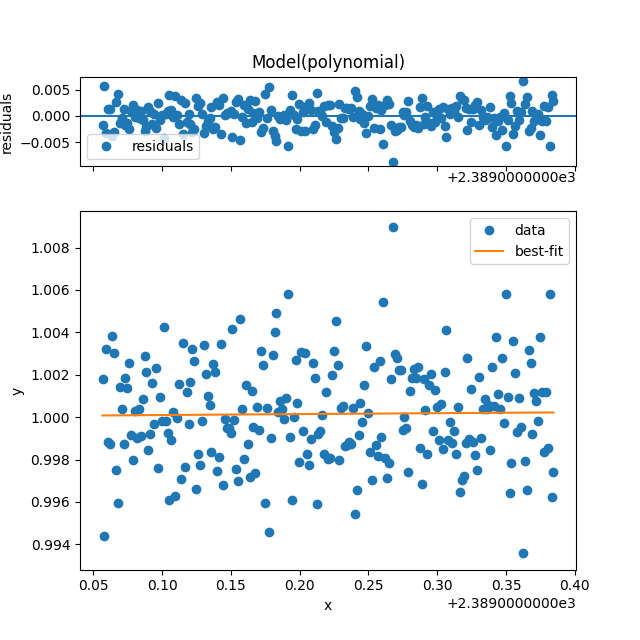 Model(polynomial)
residuals
0.005
0.000
−0.005
residuals
+2.3890000000e3
y
1.008
1.006
1.004
1.002
1.000
0.998
0.996
0.994
data
best-fit
0.05 0.10 0.15 0.20 0.25 0.30 0.35 0.40
x
+2.3890000000e3